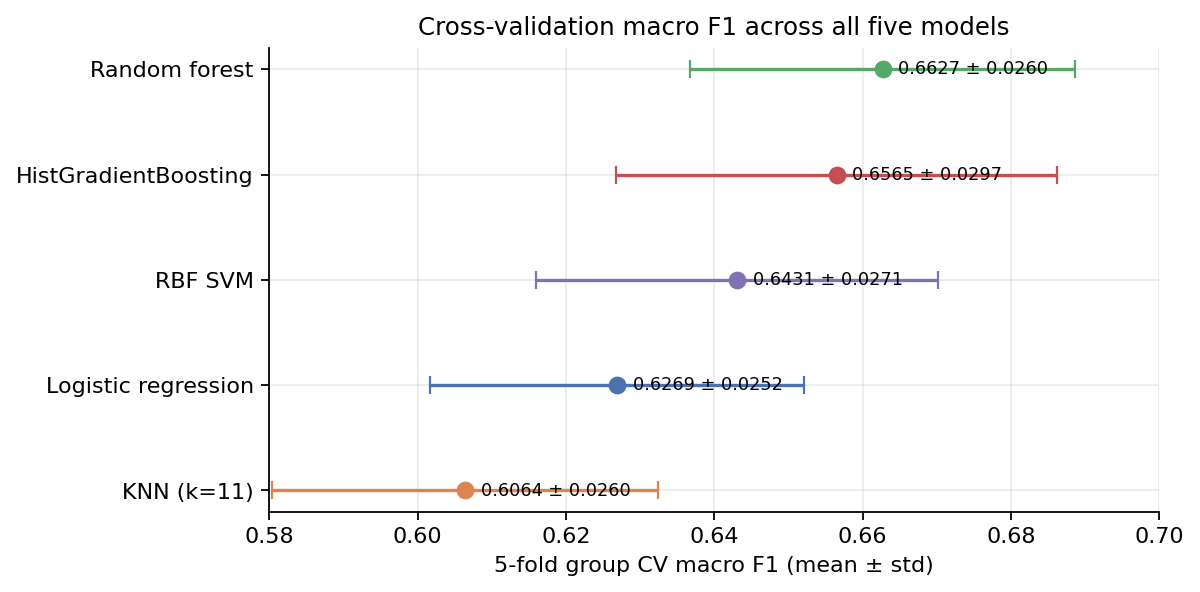 Cross-validation macro F1 across all five models
Random forest
0.6627 ± 0.0260
HistGradientBoosting
0.6565 ± 0.0297
RBF SVM
0.6431 ± 0.0271
Logistic regression
0.6269 ± 0.0252
KNN (k=11)
0.6064 ± 0.0260
0.58 0.60 0.62 0.64 0.66 0.68 0.70
5-fold group CV macro F1 (mean ± std)